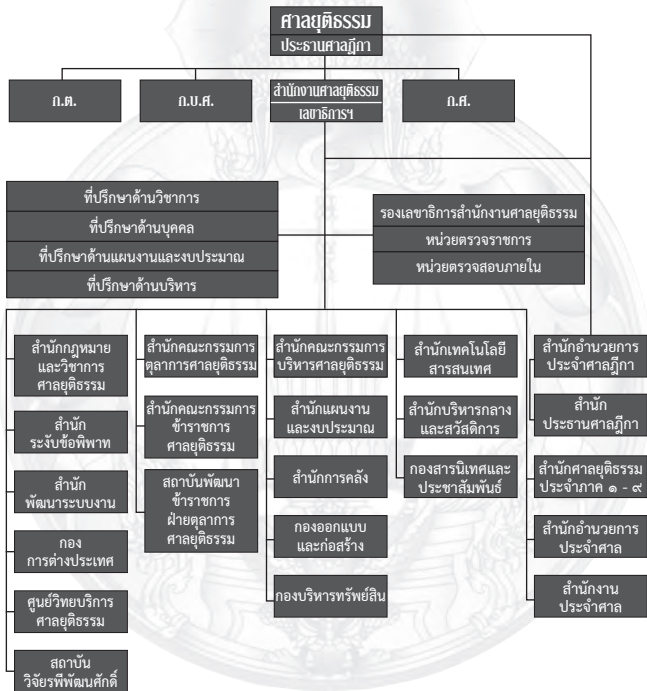 ศาลยุติธรรม
ประธานศาลฎีกา
ก.ต.
ก.บ.ศ.
สำนักงานศาลยุติธรรม
เลขาธิการฯ
ก.ศ.
ที่ปรึกษาด้านวิชาการ
ที่ปรึกษาด้านบุคคล
ที่ปรึกษาด้านแผนงานและงบประมาณ
ที่ปรึกษาด้านบริหาร
รองเลขาธิการสำนักงานศาลยุติธรรม
หน่วยตรวจราชการ
หน่วยตรวจสอบภายใน
สำนักกฎหมาย
และวิชาการ
ศาลยุติธรรม
สำนัก
ระงับข้อพิพาท
สำนัก
พัฒนาระบบงาน
กอง
การต่างประเทศ
ศูนย์วิทยบริการ
ศาลยุติธรรม
สถาบัน
วิจัยรพีพัฒนศักดิ์
สำนักคณะกรรมการ
ตุลาการศาลยุติธรรม
สำนักคณะกรรมการ
ข้าราชการ
ศาลยุติธรรม
สถาบันพัฒนา
ข้าราชการ
ฝ่ายตุลาการ
ศาลยุติธรรม
สำนักคณะกรรมการ
บริหารศาลยุติธรรม
สำนักแผนงาน
และงบประมาณ
สำนักการคลัง
กองออกแบบ
และก่อสร้าง
กองบริหารทรัพย์สิน
สำนักเทคโนโลยี
สารสนเทศ
สำนักบริหารกลาง
และสวัสดิการ
กองสารนิเทศและ
ประชาสัมพันธ์
สำนักอำนวยการ
ประจำศาลฎีกา
สำนัก
ประธานศาลฎีกา
สำนักศาลยุติธรรม
ประจำภาค ๑ - ๙
สำนักอำนวยการ
ประจำศาล
สำนักงาน
ประจำศาล